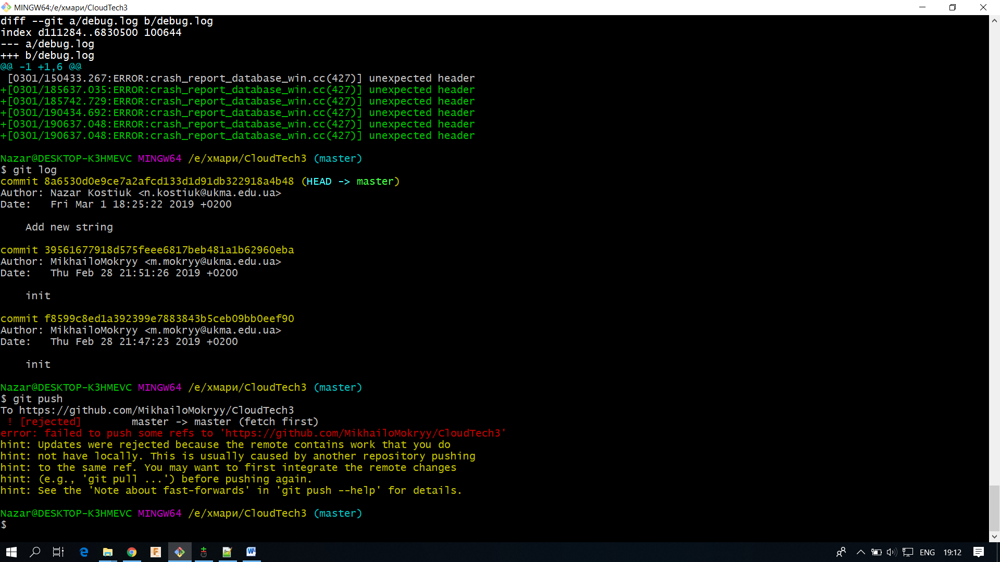 MINGW64:/e/хмари/CloudTech3
diff --git a/debug.log b/debug.log
index d111284..6830500 100644
--- a/debug.log
+++ b/debug.log
@@ -1 +1,6 @@
 [0301/150433.267:ERROR:crash_report_database_win.cc(427)] unexpected header
+[0301/185637.035:ERROR:crash_report_database_win.cc(427)] unexpected header
+[0301/185742.729:ERROR:crash_report_database_win.cc(427)] unexpected header
+[0301/190434.692:ERROR:crash_report_database_win.cc(427)] unexpected header
+[0301/190637.048:ERROR:crash_report_database_win.cc(427)] unexpected header
+[0301/190637.048:ERROR:crash_report_database_win.cc(427)] unexpected header
Nazar@DESKTOP-K3HMEVC MINGW64 /e/хмари/CloudTech3 (master)
$ git log
commit 8a6530d0e9ce7a2afcd133d1d91db322918a4b48 (HEAD -> master)
Author: Nazar Kostiuk <n.kostiuk@ukma.edu.ua>
Date:   Fri Mar 1 18:25:22 2019 +0200
    Add new string
commit 39561677918d575feee6817beb481a1b62960eba
Author: MikhailoMokryy <m.mokryy@ukma.edu.ua>
Date:   Thu Feb 28 21:51:26 2019 +0200
    init
commit f8599c8ed1a392399e7883843b5ceb09bb0eef90
Author: MikhailoMokryy <m.mokryy@ukma.edu.ua>
Date:   Thu Feb 28 21:47:23 2019 +0200
    init
Nazar@DESKTOP-K3HMEVC MINGW64 /e/хмари/CloudTech3 (master)
$ git push
To https://github.com/MikhailoMokryy/CloudTech3
 ! [rejected]        master -> master (fetch first)
error: failed to push some refs to 'https://github.com/MikhailoMokryy/CloudTech3'
hint: Updates were rejected because the remote contains work that you do
hint: not have locally. This is usually caused by another repository pushing
hint: to the same ref. You may want to first integrate the remote changes
hint: (e.g., 'git pull ...') before pushing again.
hint: See the 'Note about fast-forwards' in 'git push --help' for details.
Nazar@DESKTOP-K3HMEVC MINGW64 /e/хмари/CloudTech3 (master)
$
ENG 19:12